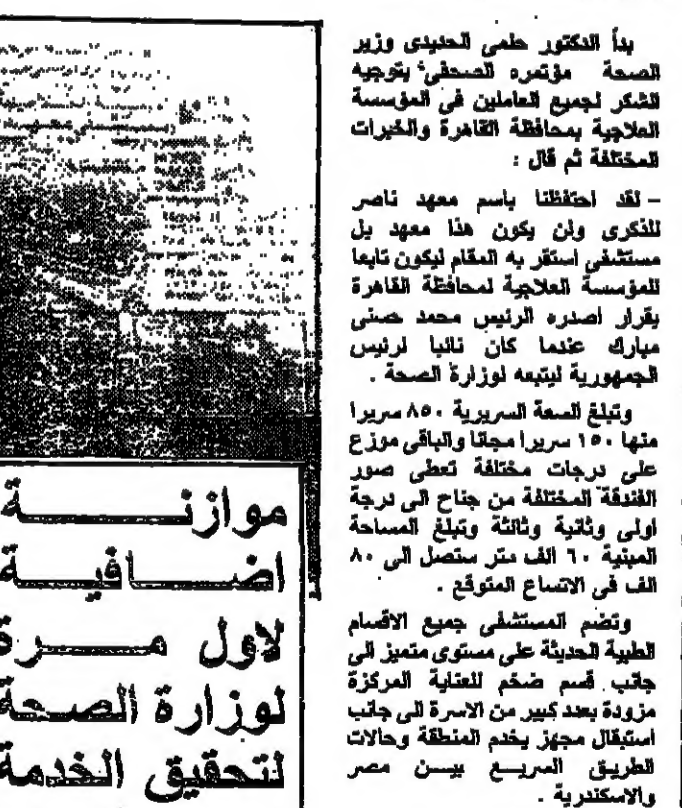 بدأ الدكتور حلمى الحديدى وزير
الصحة مؤتمره الصحفى بتوجيه
الشكر لجميع العاملين فى المؤسسة
العلاجية بمحافظة القاهرة والخبرات
المختلفة ثم قال :
– لقد احتفظنا باسم معهد ناصر
للذكرى ولن يكون هذا معهد بل
مستشفى استقر به المقام ليكون تابعا
للمؤسسة العلاجية لمحافظة القاهرة
بقرار اصدره الرئيس محمد حسنى
مبارك عندما كان نائبا لرئيس
الجمهورية ليتبعه لوزارة الصحة .
وتبلغ السعة السريرية ٨٥٠ سريرا
منها ١٥٠ سريرا مجانا والباقى موزع
على درجات مختلفة تعطى صور
الفندقة المختلفة من جناح الى درجة
اولى وثانية وثالثة وتبلغ المساحة
المبنية ٦٠ الف متر ستصل الى ٨٠
الف فى الاتساع المتوقع .
وتضم المستشفى جميع الاقسام
الطبية الحديثة على مستوى متميز الى
جانب قسم ضخم للعناية المركزة
مزودة بعدد كبير من الاسرة الى جانب
استقبال مجهز يخدم المنطقة وحالات
الطريق السريع بيسن مصر
والاسكندرية .
موازنة
اضافية
لاول مرة
لوزارة الصحة
لتحقيق الخدمة